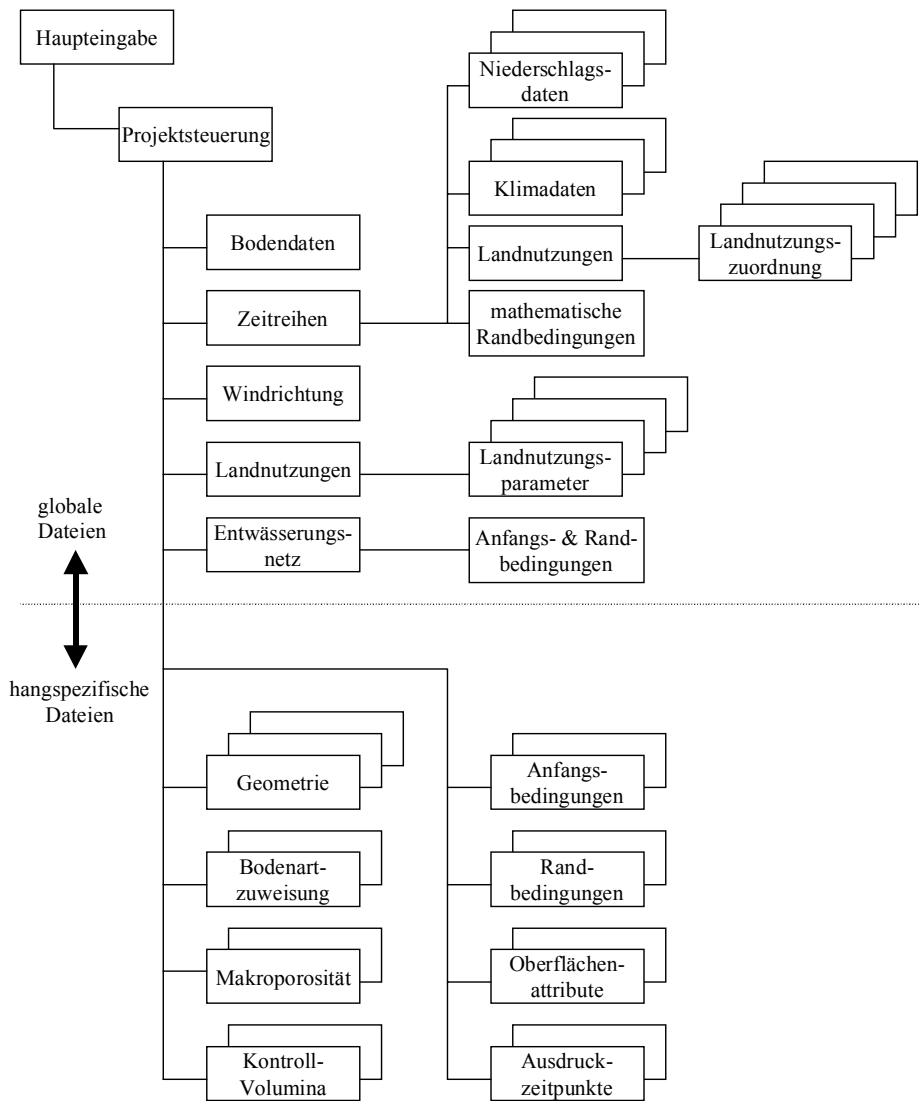 Haupteingabe
Projektsteuerung
Niederschlags-
daten
Klimadaten
Bodendaten
Landnutzungen
Landnutzungs-
zuordnung
Zeitreihen
mathematische
Randbedingungen
Windrichtung
Landnutzungen
Landnutzungs-
parameter
Entwässerungs-
netz
Anfangs- & Rand-
bedingungen
globale
Dateien
hangspezifische
Dateien
Geometrie
Anfangs-
bedingungen
Bodenart-
zuweisung
Rand-
bedingungen
Makroporosität
Oberflächen-
attribute
Kontroll-
Volumina
Ausdruck-
zeitpunkte